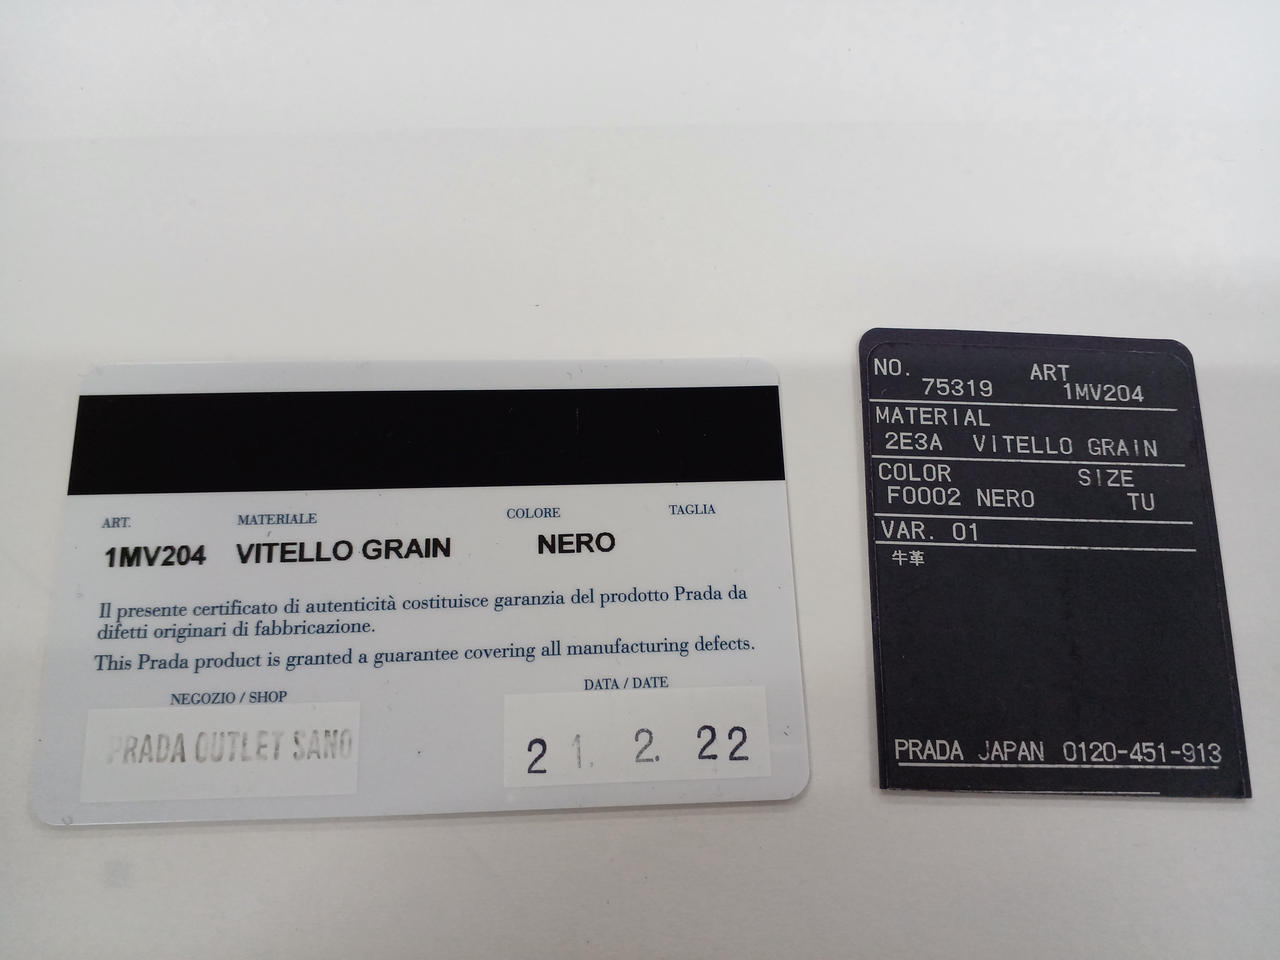 ART. MATERIALE COLORE TAGLIA
1MV204 VITELLO GRAIN NERO
Il presente certificato di autenticità costituisce garanzia del prodotto Prada da
difetti originari di fabbricazione.
This Prada product is granted a guarantee covering all manufacturing defects.
NEGOZIO / SHOP DATA / DATE
PRADA OUTLET SANO 21. 2. 22
NO. ART
75319 1MV204
MATERIAL
2E3A VITELLO GRAIN
COLOR SIZE
F0002 NERO TU
VAR. 01
牛革
PRADA JAPAN 0120-451-913